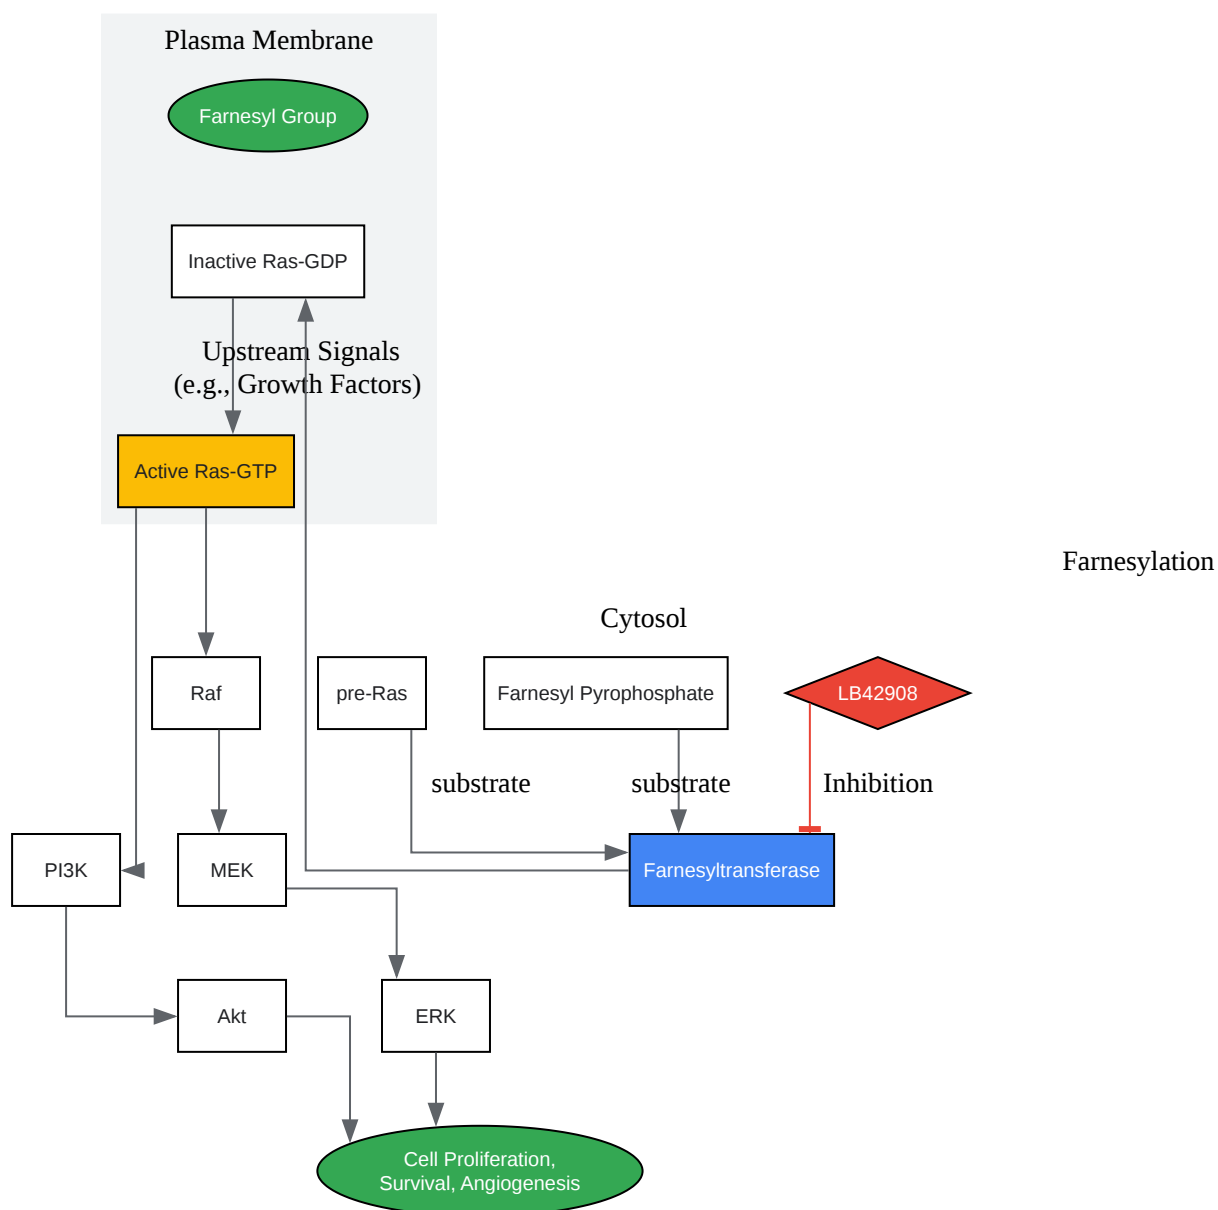 Plasma Membrane
Farnesyl Group
Inactive Ras-GDP
Upstream Signals
(e.g., Growth Factors)
Active Ras-GTP
Farnesylation
Cytosol
Raf
pre-Ras
Farnesyl Pyrophosphate
LB42908
substrate
substrate
Inhibition
PI3K
MEK
Farnesyltransferase
Akt
ERK
Cell Proliferation,
Survival, Angiogenesis